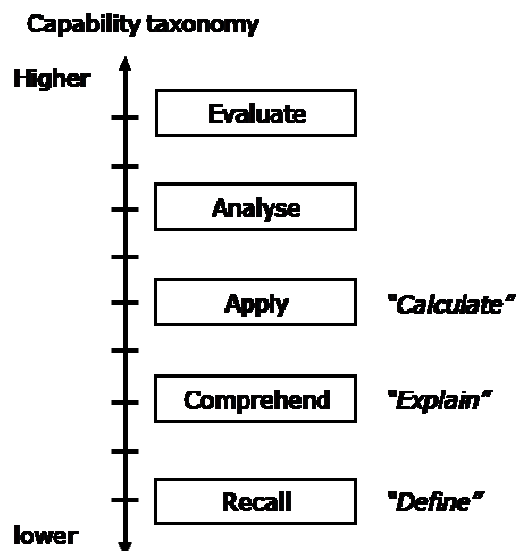 Capability taxonomy
Higher
Evaluate
Analyse
Apply "Calculate"
Comprehend "Explain"
Recall "Define"
lower